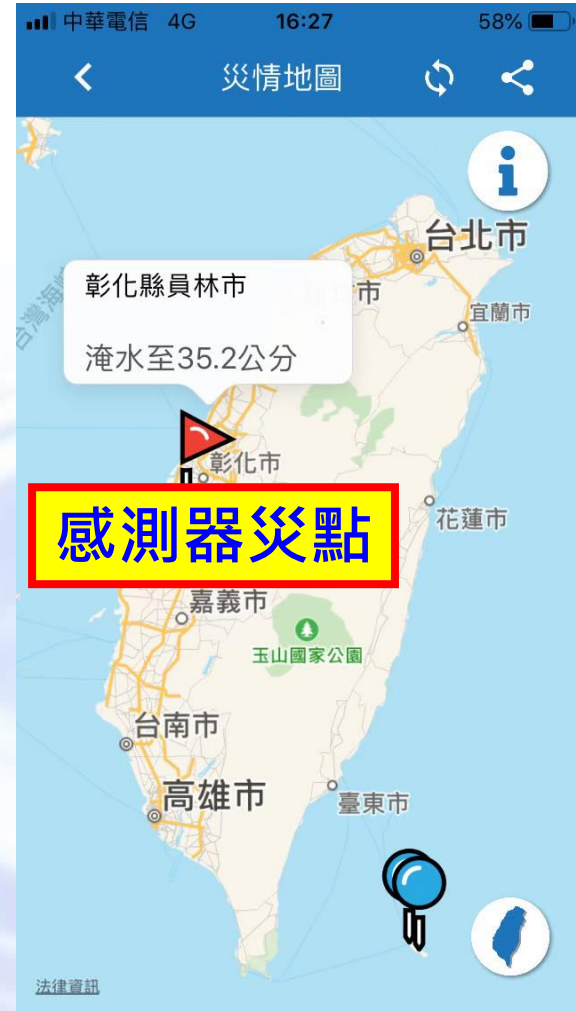 中華電信 4G 16:27 58%
災情地圖
台北市
彰化縣員林市
市
宜蘭市
淹水至35.2公分
彰化市
感測器災點
花蓮市
嘉義市
玉山國家公園
台南市
高雄市
臺東市
法律資訊